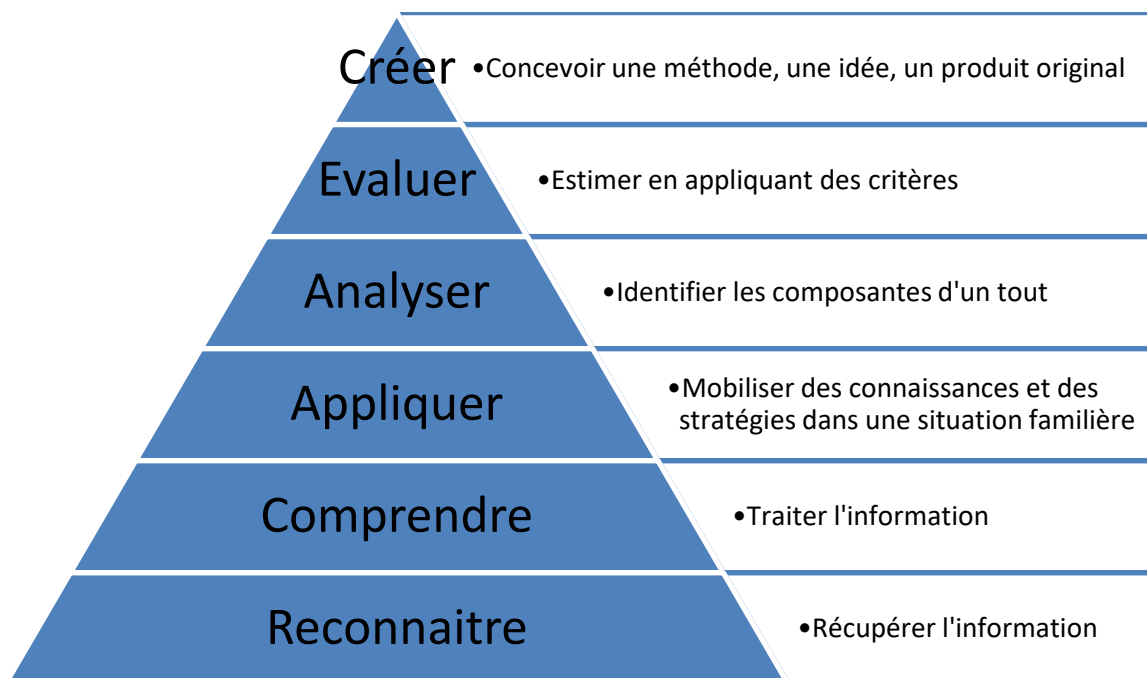 Créer
•Concevoir une méthode, une idée, un produit original
Evaluer
•Estimer en appliquant des critères
Analyser
•Identifier les composantes d'un tout
Appliquer
•Mobiliser des connaissances et des
stratégies dans une situation familière
Comprendre
•Traiter l'information
Reconnaitre
•Récupérer l'information